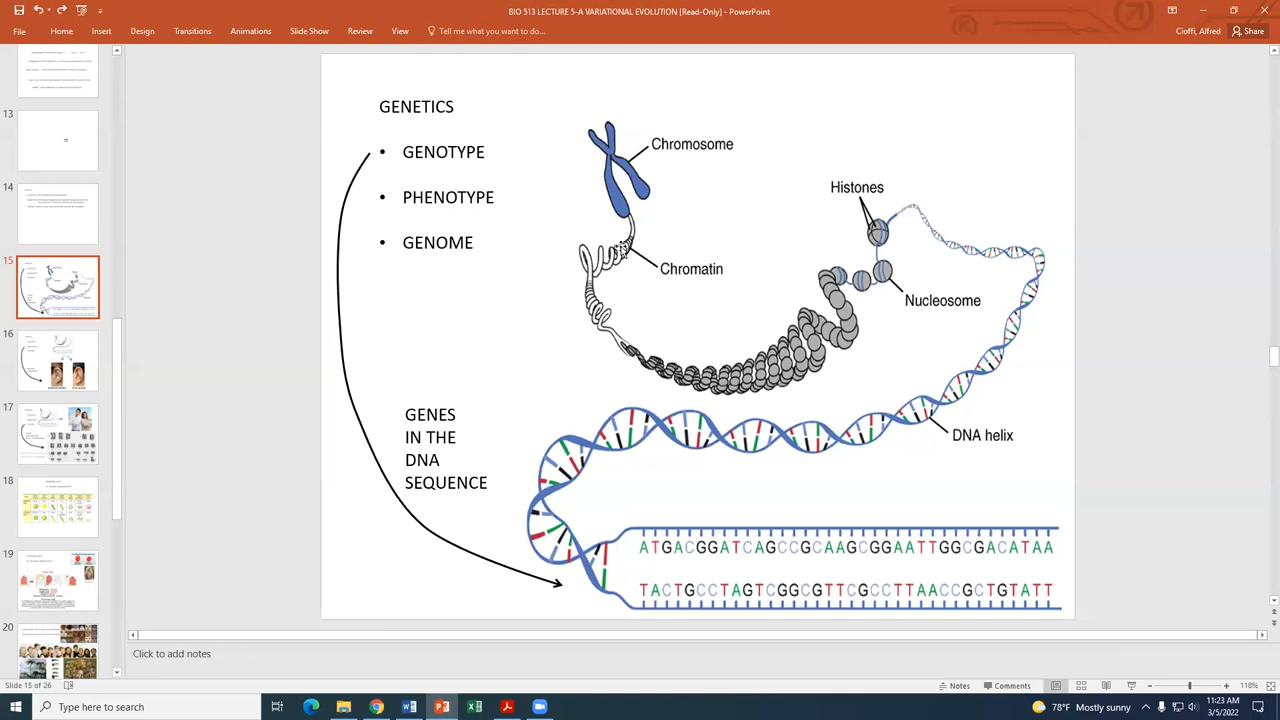 BIO 513 LECTURE 5-A VARIATIONAL EVOLUTION [Read-Only] - PowerPoint
File Home Insert Design Transitions Animations Slide Show Review View Tell me what you want to do... Cioffi, Alfred Share
GENETICS
• GENOTYPE
• PHENOTYPE
• GENOME
Chromosome
Histones
Chromatin
Nucleosome
GENES
IN THE
DNA
SEQUENCE
DNA helix
ATGACGGATCAGCCGCAAGCGGAATTGGCGACATAA
TACTGCCTAGTCGGCGTTCGCCTTAACCGCTGTATT
13
14
15
16
17
18
19
20
Click to add notes
Slide 15 of 26 Notes Comments 118%
Type here to search 78°F Mostly sunny 11:23 AM
3/5/2022